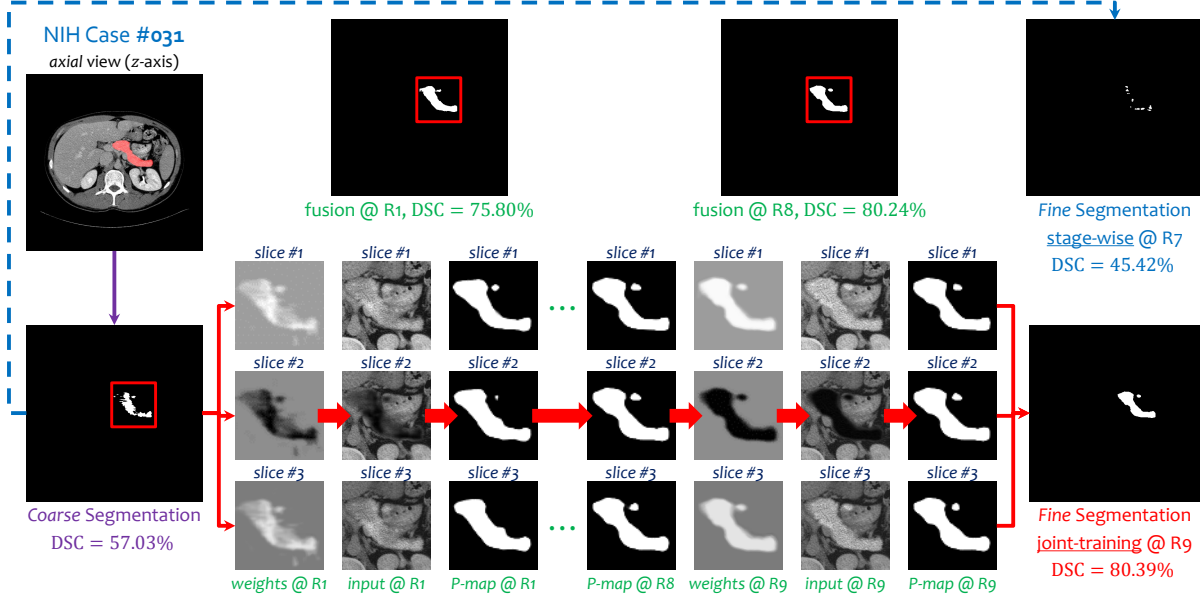 NIH Case #031
axial view (z-axis)
fusion @ R1, DSC = 75.80%
fusion @ R8, DSC = 80.24%
Fine Segmentation
stage-wise @ R7
DSC = 45.42%
slice #1
slice #1
slice #1
slice #1
slice #1
slice #1
slice #1
...
slice #2
slice #2
slice #2
slice #2
slice #2
slice #2
slice #2
slice #3
slice #3
slice #3
slice #3
slice #3
slice #3
slice #3
...
Coarse Segmentation
DSC = 57.03%
weights @ R1
input @ R1
P-map @ R1
P-map @ R8
weights @ R9
input @ R9
P-map @ R9
Fine Segmentation
joint-training @ R9
DSC = 80.39%